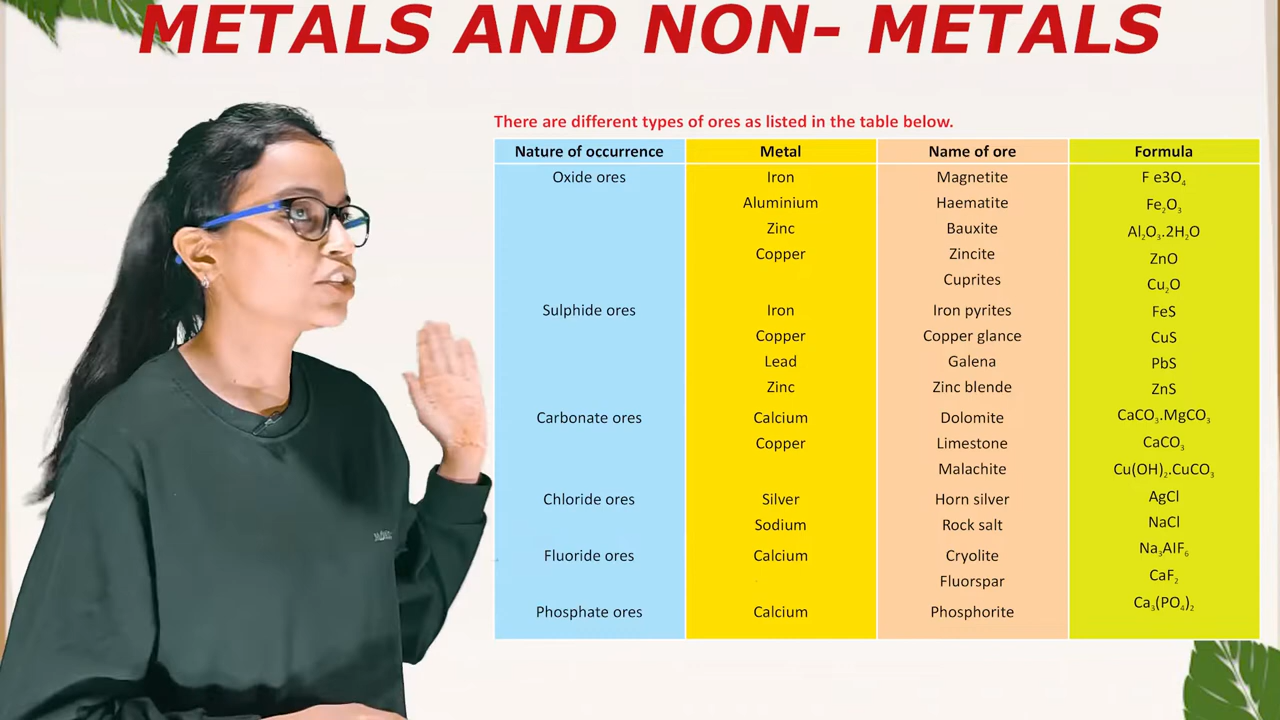 METALS AND NON- METALS
There are different types of ores as listed in the table below.
Nature of occurrence Metal Name of ore Formula
Oxide ores Iron Magnetite F e3O₄
Aluminium Haematite Fe₂O₃
Zinc Bauxite Al₂O₃.2H₂O
Copper Zincite ZnO
Cuprites Cu₂O
Sulphide ores Iron Iron pyrites FeS
Copper Copper glance CuS
Lead Galena PbS
Zinc Zinc blende ZnS
Carbonate ores Calcium Dolomite CaCO₃.MgCO₃
Copper Limestone CaCO₃
Malachite Cu(OH)₂.CuCO₃
Chloride ores Silver Horn silver AgCl
Sodium Rock salt NaCl
Fluoride ores Calcium Cryolite Na₃AlF₆
Fluorspar CaF₂
Phosphate ores Calcium Phosphorite Ca₃(PO₄)₂